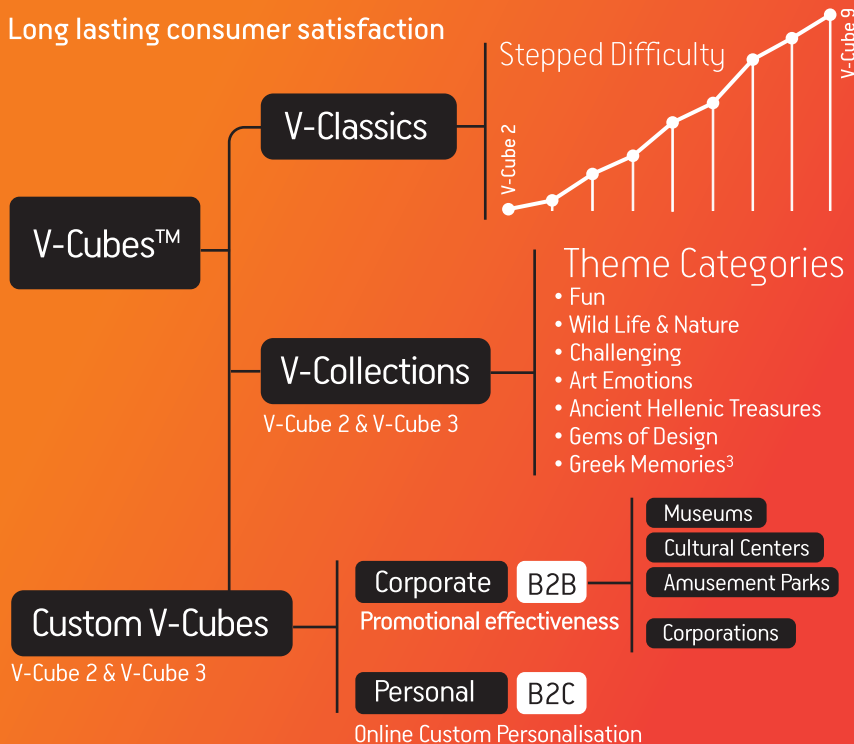 Long lasting consumer satisfaction
V-Classics
Stepped Difficulty
V-Cube 2
V-Cube 9
V-Cubes™
Theme Categories
• Fun
• Wild Life & Nature
• Challenging
• Art Emotions
• Ancient Hellenic Treasures
• Gems of Design
• Greek Memories³
V-Collections
V-Cube 2 & V-Cube 3
Custom V-Cubes
V-Cube 2 & V-Cube 3
Corporate B2B
Promotional effectiveness
Museums
Cultural Centers
Amusement Parks
Corporations
Personal B2C
Online Custom Personalisation